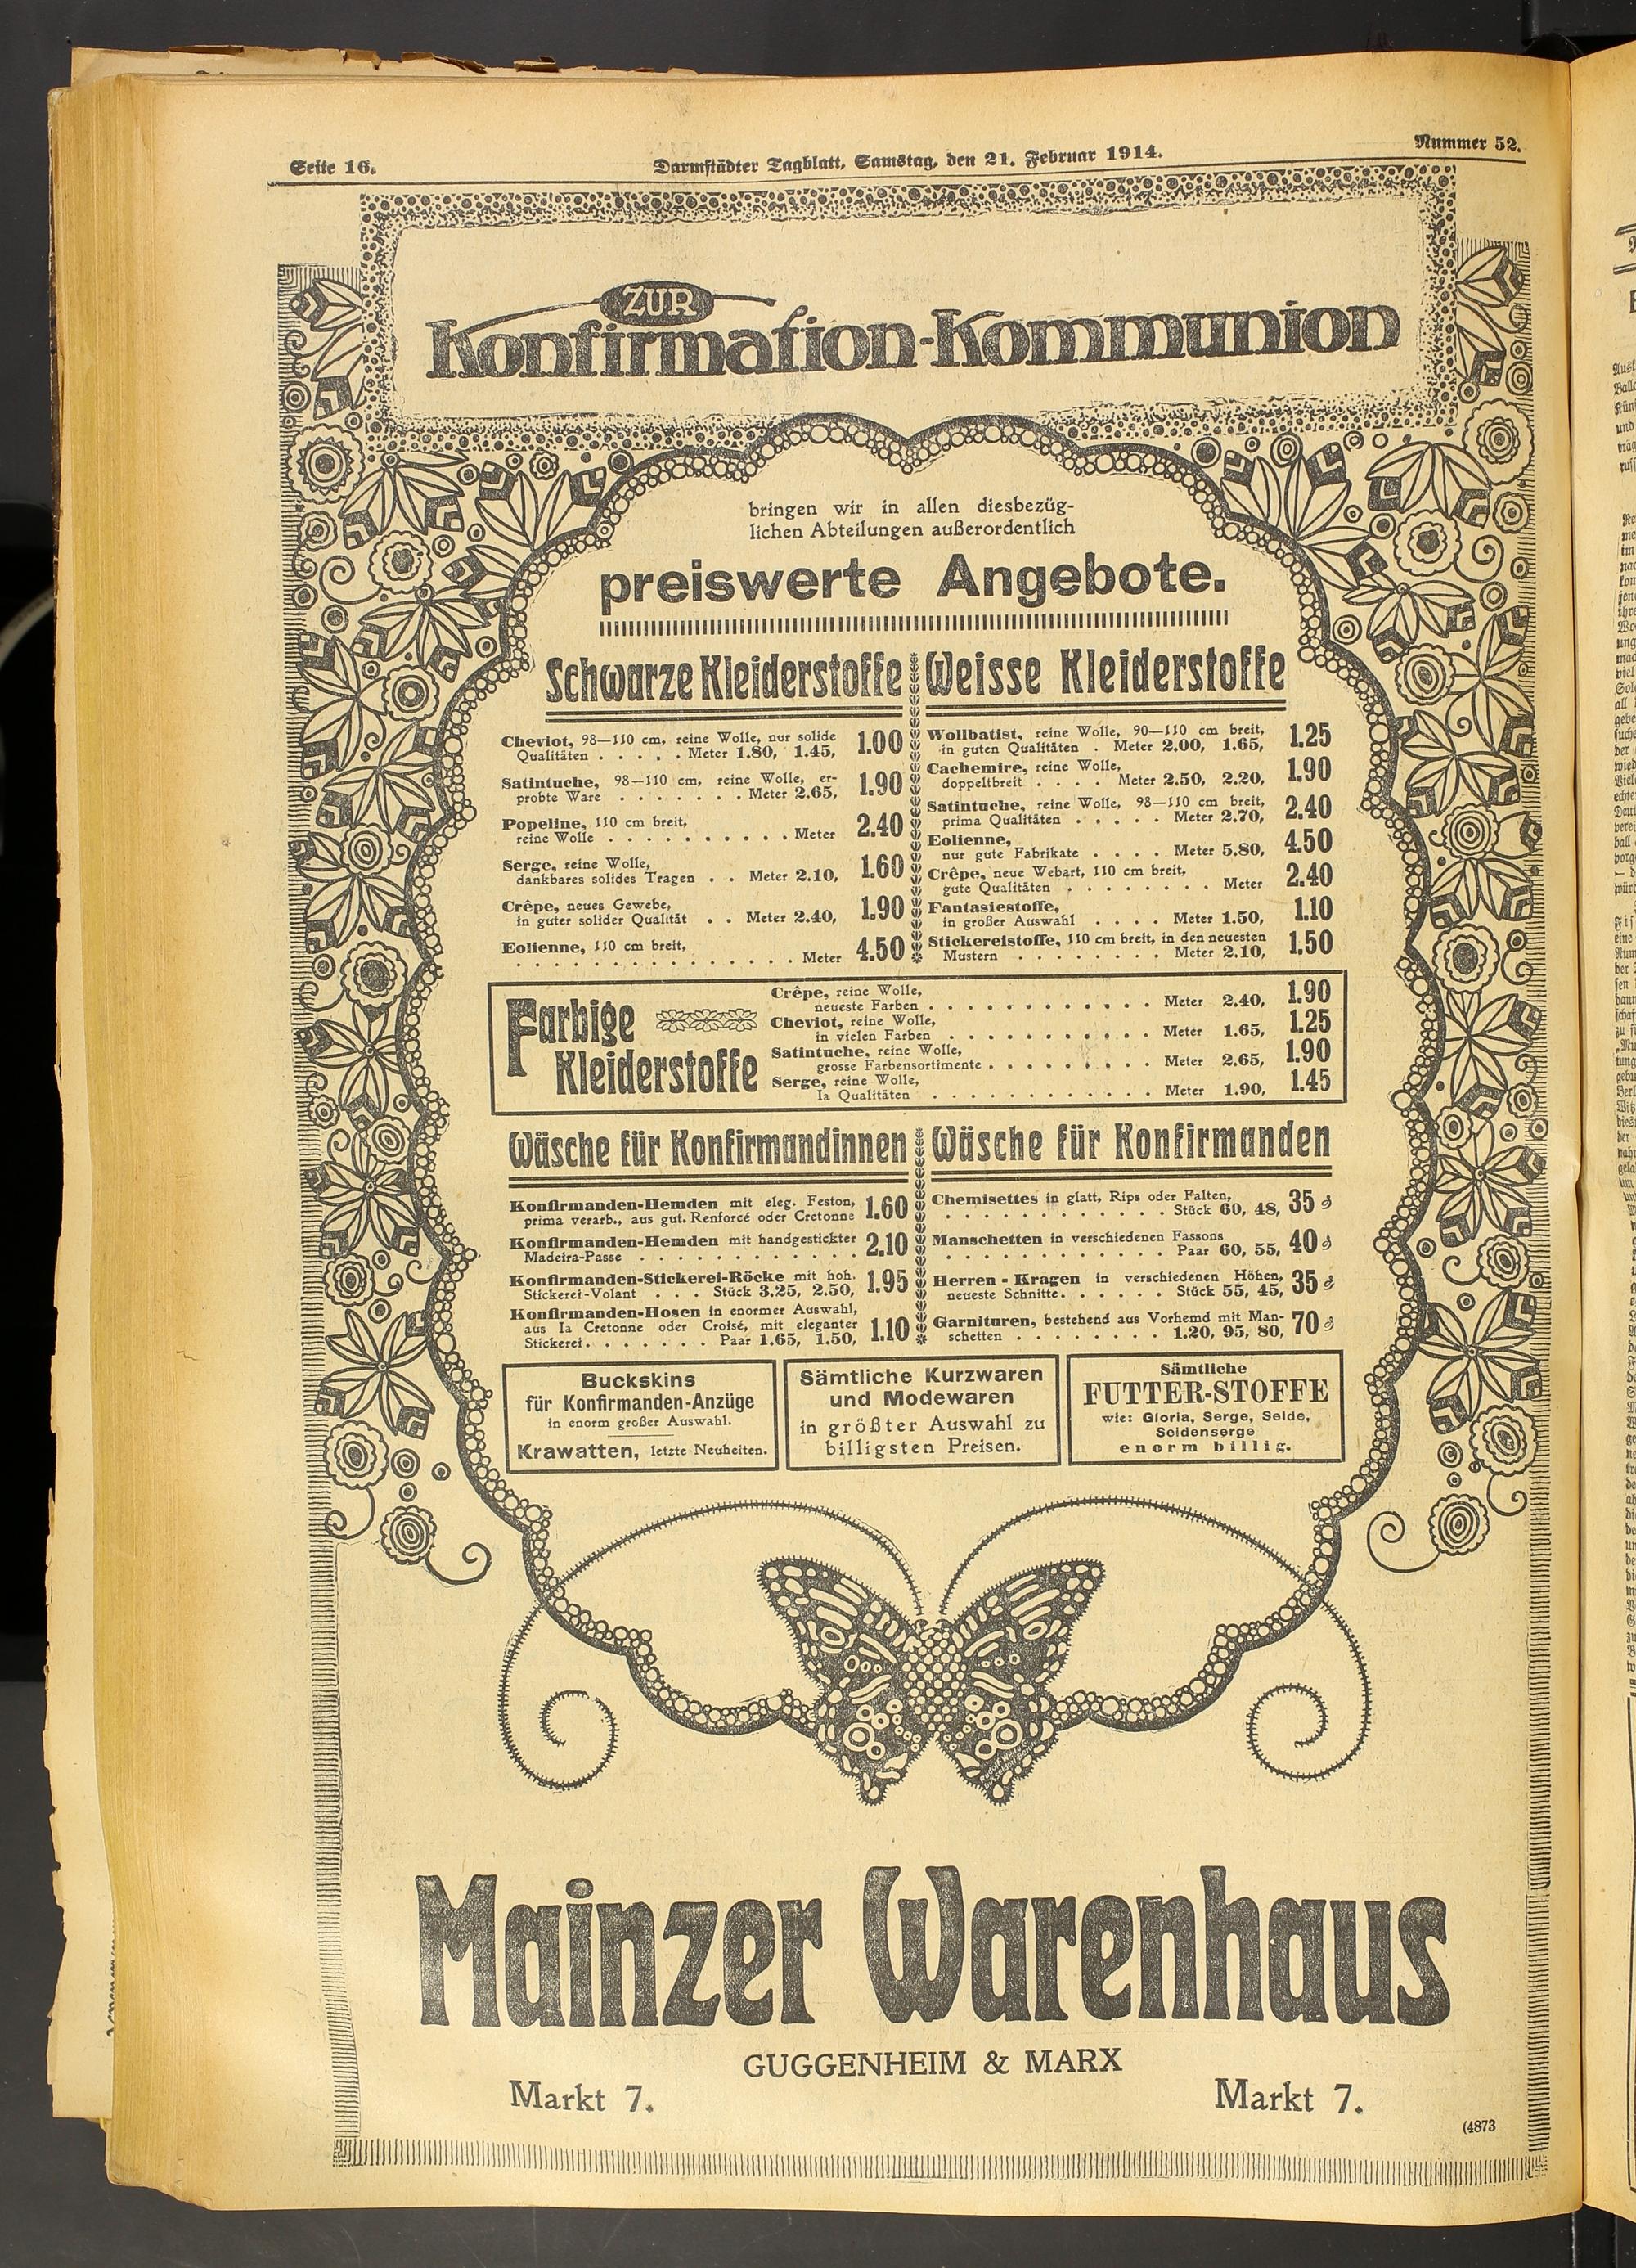 Seite 16.
Darmstädter Tagblatt, Samstag, den 21. Februar 1914.
Nummer 52.
ZUR
Konfirmation-Kommunion
bringen wir in allen diesbezüg-
lichen Abteilungen außerordentlich
preiswerte Angebote.
Schwarze Kleiderstoffe
Cheviot, 98—110 cm, reine Wolle, nur solide
Qualitäten . . . . . Meter 1.80, 1.45, 1.00
Satintuche, 98—110 cm, reine Wolle, er-
probte Ware . . . . . . . Meter 2.65, 1.90
Popeline, 110 cm breit,
reine Wolle . . . . . . . . . . Meter 2.40
Serge, reine Wolle,
dankbares solides Tragen . . Meter 2.10, 1.60
Crêpe, neues Gewebe,
in guter solider Qualität . . Meter 2.40, 1.90
Eolienne, 110 cm breit,
. . . . . . . . . . . . . . . Meter 4.50
Weisse Kleiderstoffe
Wollbatist, reine Wolle, 90—110 cm breit,
in guten Qualitäten . Meter 2.00, 1.65, 1.25
Cachemire, reine Wolle,
doppeltbreit . . . . Meter 2.50, 2.20, 1.90
Satintuche, reine Wolle, 98—110 cm breit,
prima Qualitäten . . . . . Meter 2.70, 2.40
Eolienne,
nur gute Fabrikate . . . . Meter 5.80, 4.50
Crêpe, neue Webart, 110 cm breit,
gute Qualitäten . . . . . . . . Meter 2.40
Fantasiestoffe,
in großer Auswahl . . . . Meter 1.50, 1.10
Stickereistoffe, 110 cm breit, in den neuesten
Mustern . . . . . . . . Meter 2.10, 1.50
Farbige
Kleiderstoffe
Crêpe, reine Wolle,
neueste Farben . . . . . . . . . . . . Meter 2.40, 1.90
Cheviot, reine Wolle,
in vielen Farben . . . . . . . . . . . Meter 1.65, 1.25
Satintuche, reine Wolle,
grosse Farbensortimente . . . . . . . . . Meter 2.65, 1.90
Serge, reine Wolle,
Ia Qualitäten . . . . . . . . . . . . Meter 1.90, 1.45
Wäsche für Konfirmandinnen
Konfirmanden-Hemden mit eleg. Feston,
prima verarb., aus gut. Renforcé oder Cretonne 1.60
Konfirmanden-Hemden mit handgestickter
Madeira-Passe . . . . . . . . . . . 2.10
Konfirmanden-Stickerei-Röcke mit hoh.
Stickerei-Volant . . . Stück 3.25, 2.50, 1.95
Konfirmanden-Hosen in enormer Auswahl,
aus Ia Cretonne oder Croisé, mit eleganter
Stickerei . . . . . . . Paar 1.65, 1.50, 1.10
Wäsche für Konfirmanden
Chemisettes in glatt, Rips oder Falten,
. . . . . . . . . . . . Stück 60, 48, 35 ₰
Manschetten in verschiedenen Fassons
. . . . . . . . . . . . Paar 60, 55, 40 ₰
Herren-Kragen in verschiedenen Höhen,
neueste Schnitte . . . . . . Stück 55, 45, 35 ₰
Garnituren, bestehend aus Vorhemd mit Man-
schetten . . . . . . . . 1.20, 95, 80, 70 ₰
Buckskins
für Konfirmanden-Anzüge
in enorm großer Auswahl.
Krawatten, letzte Neuheiten.
Sämtliche Kurzwaren
und Modewaren
in größter Auswahl zu
billigsten Preisen.
Sämtliche
FUTTER-STOFFE
wie: Gloria, Serge, Seide,
Seidenserge
enorm billig.
Mainzer Warenhaus
GUGGENHEIM & MARX
Markt 7.
Markt 7.
(4873